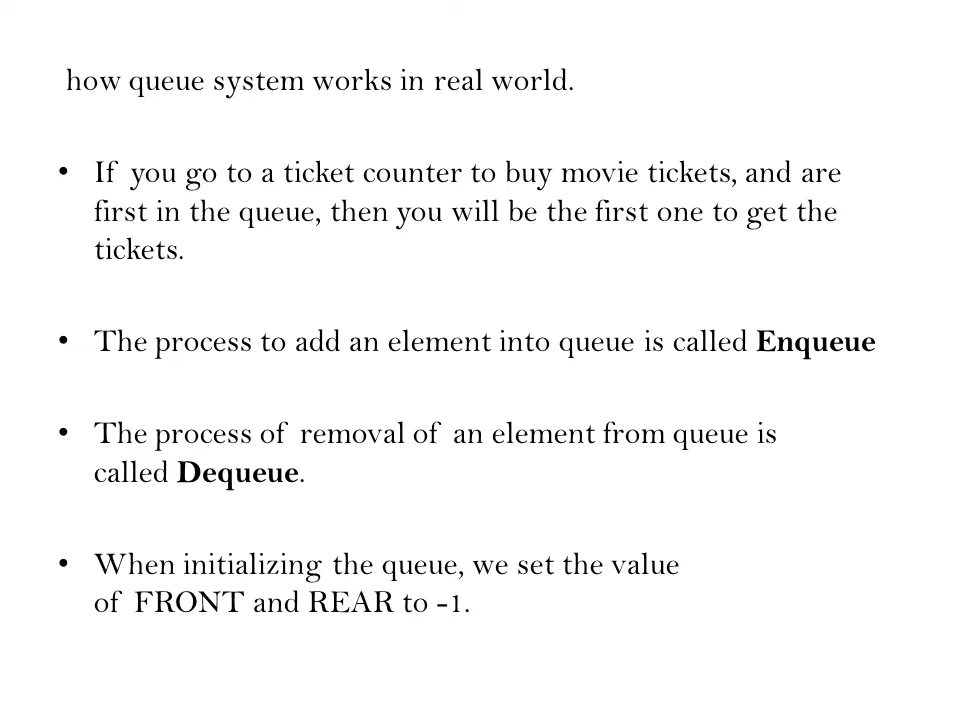 how queue system works in real world.
• If you go to a ticket counter to buy movie tickets, and are
first in the queue, then you will be the first one to get the
tickets.
• The process to add an element into queue is called Enqueue
• The process of removal of an element from queue is
called Dequeue.
• When initializing the queue, we set the value
of FRONT and REAR to -1.